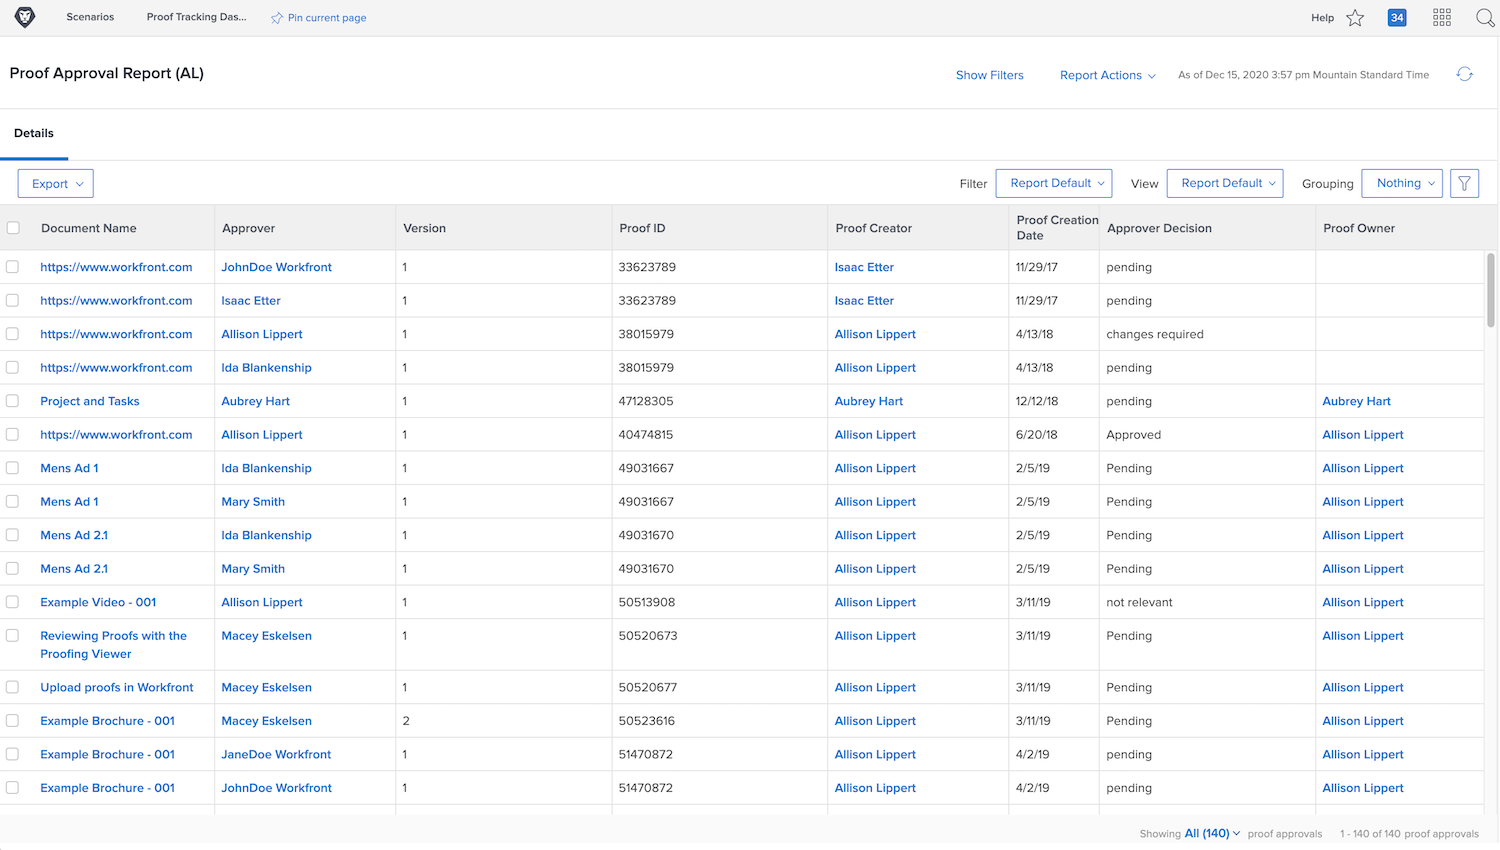 Scenarios Proof Tracking Das... Pin current page Help 34
Proof Approval Report (AL) Show Filters Report Actions As of Dec 15, 2020 3:57 pm Mountain Standard Time
Details
Export Filter Report Default View Report Default Grouping Nothing
Document Name Approver Version Proof ID Proof Creator Proof Creation Date Approver Decision Proof Owner
https://www.workfront.com JohnDoe Workfront 1 33623789 Isaac Etter 11/29/17 pending
https://www.workfront.com Isaac Etter 1 33623789 Isaac Etter 11/29/17 pending
https://www.workfront.com Allison Lippert 1 38015979 Allison Lippert 4/13/18 changes required
https://www.workfront.com Ida Blankenship 1 38015979 Allison Lippert 4/13/18 pending
Project and Tasks Aubrey Hart 1 47128305 Aubrey Hart 12/12/18 pending Aubrey Hart
https://www.workfront.com Allison Lippert 1 40474815 Allison Lippert 6/20/18 Approved Allison Lippert
Mens Ad 1 Ida Blankenship 1 49031667 Allison Lippert 2/5/19 Pending Allison Lippert
Mens Ad 1 Mary Smith 1 49031667 Allison Lippert 2/5/19 Pending Allison Lippert
Mens Ad 2.1 Ida Blankenship 1 49031670 Allison Lippert 2/5/19 Pending Allison Lippert
Mens Ad 2.1 Mary Smith 1 49031670 Allison Lippert 2/5/19 Pending Allison Lippert
Example Video - 001 Allison Lippert 1 50513908 Allison Lippert 3/11/19 not relevant Allison Lippert
Reviewing Proofs with the Proofing Viewer Macey Eskelsen 1 50520673 Allison Lippert 3/11/19 Pending Allison Lippert
Upload proofs in Workfront Macey Eskelsen 1 50520677 Allison Lippert 3/11/19 Pending Allison Lippert
Example Brochure - 001 Macey Eskelsen 2 50523616 Allison Lippert 3/11/19 Pending Allison Lippert
Example Brochure - 001 JaneDoe Workfront 1 51470872 Allison Lippert 4/2/19 pending Allison Lippert
Example Brochure - 001 JohnDoe Workfront 1 51470872 Allison Lippert 4/2/19 pending Allison Lippert
Showing All (140) proof approvals 1 - 140 of 140 proof approvals